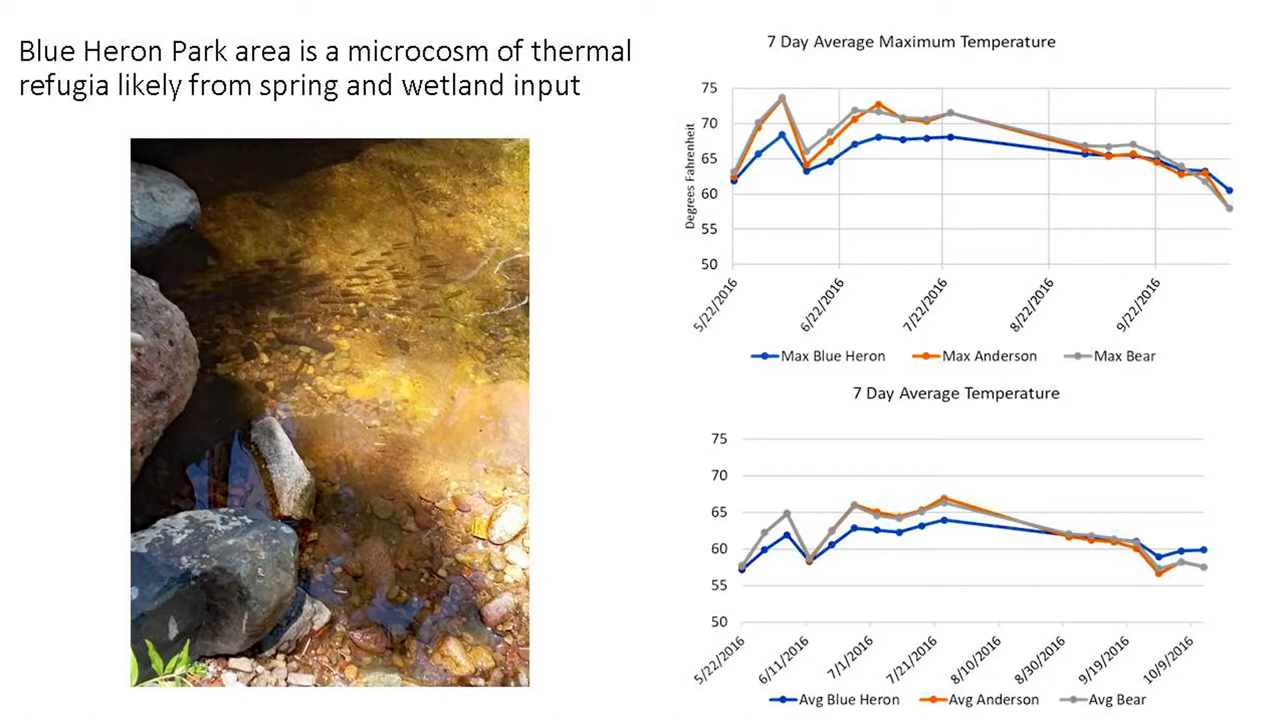 Blue Heron Park area is a microcosm of thermal
refugia likely from spring and wetland input
7 Day Average Maximum Temperature
Degrees Fahrenheit
75
70
65
60
55
50
5/22/2016
6/22/2016
7/22/2016
8/22/2016
9/22/2016
Max Blue Heron
Max Anderson
Max Bear
7 Day Average Temperature
75
70
65
60
55
50
5/22/2016
6/11/2016
7/1/2016
7/21/2016
8/10/2016
8/30/2016
9/19/2016
10/9/2016
Avg Blue Heron
Avg Anderson
Avg Bear